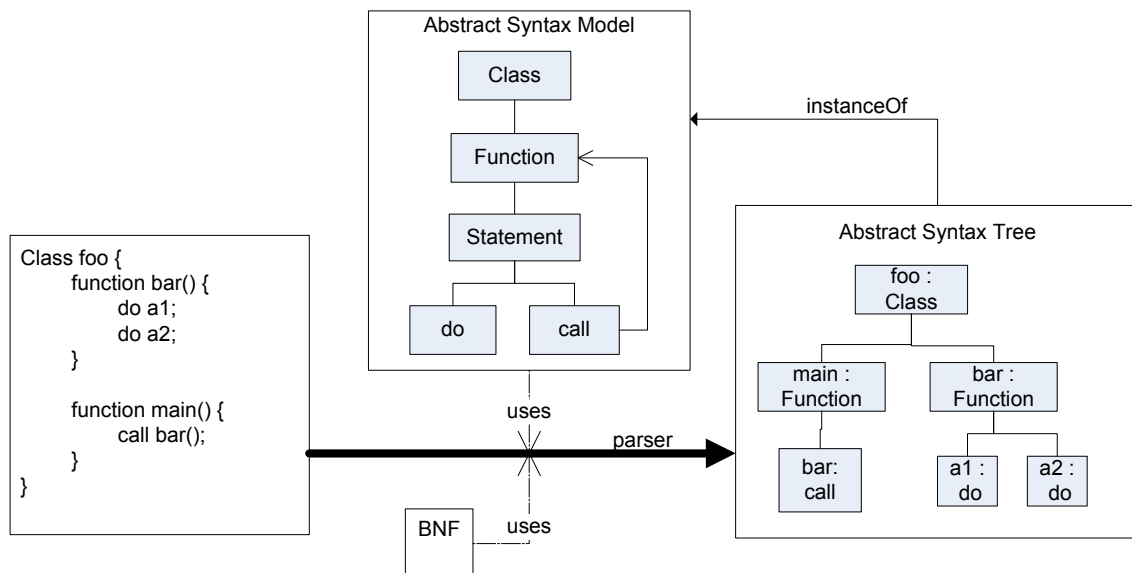 Abstract Syntax Model
Class
Function
Statement
do
call
instanceOf
Class foo {
function bar() {
do a1;
do a2;
}
function main() {
call bar();
}
}
uses
parser
BNF
uses
Abstract Syntax Tree
foo :
Class
main :
Function
bar :
Function
bar:
call
a1 :
do
a2 :
do